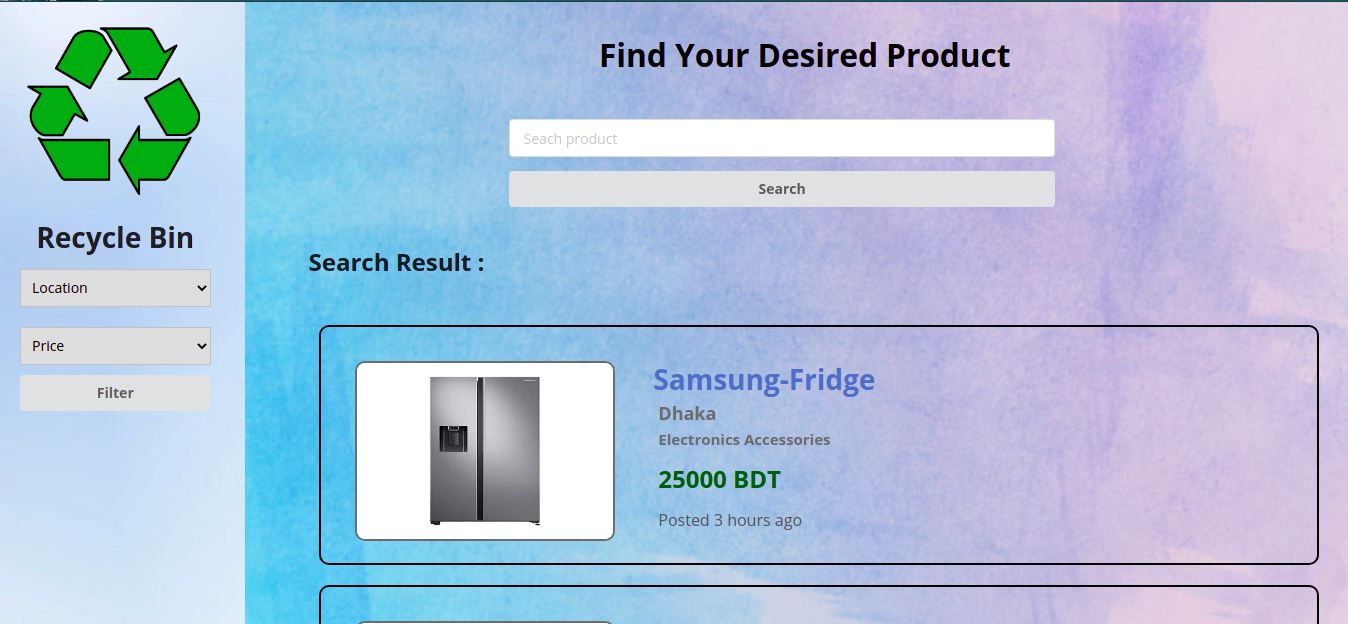 Recycle Bin
Location
Price
Filter
Find Your Desired Product
Seach product
Search
Search Result :
Samsung-Fridge
Dhaka
Electronics Accessories
25000 BDT
Posted 3 hours ago